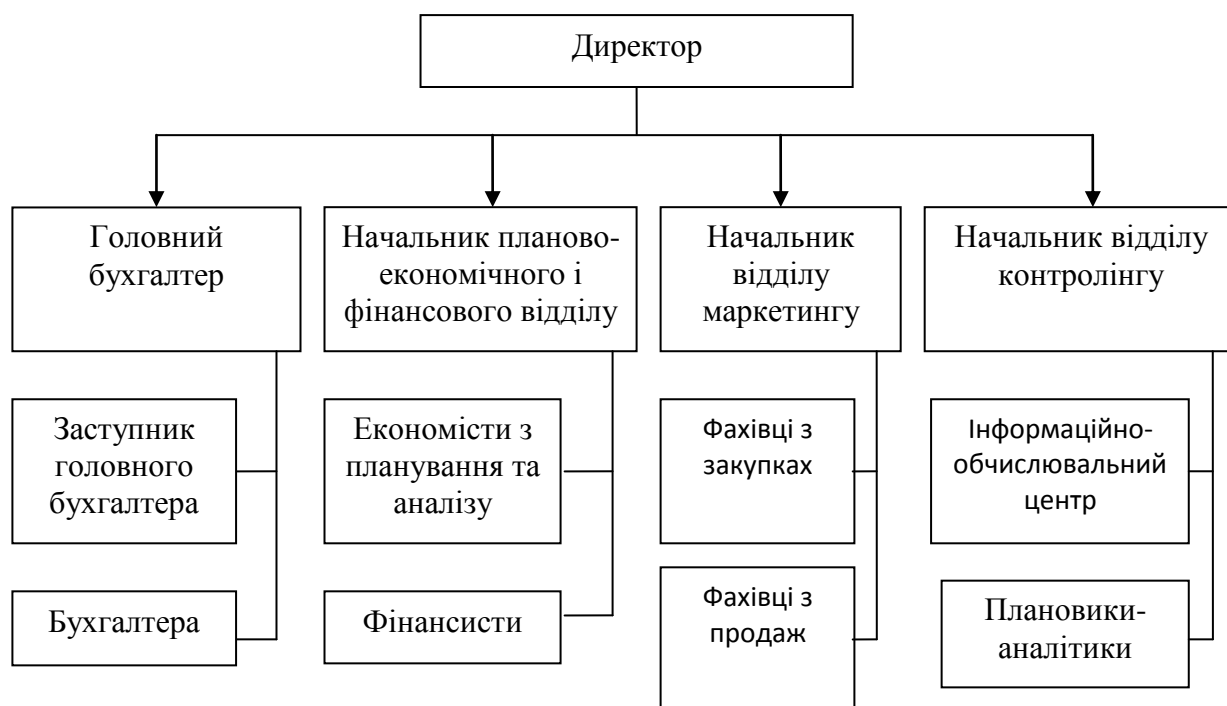 Директор
Головний
бухгалтер
Начальник планово-
економічного і
фінансового відділу
Начальник
відділу
маркетингу
Начальник відділу
контролінгу
Заступник
головного
бухгалтера
Економісти з
планування та
аналізу
Фахівці з
закупках
Інформаційно-
обчислювальний
центр
Бухгалтера
Фінансисти
Фахівці з
продаж
Плановики-
аналітики